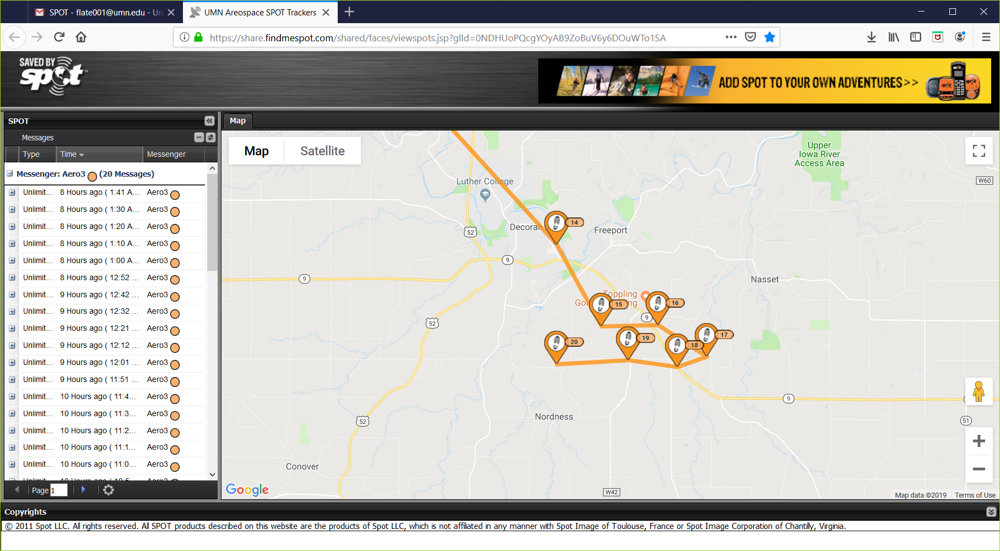 SPOT - flate001@umn.edu - Un
UMN Areospace SPOT Trackers
https://share.findmespot.com/shared/faces/viewspots.jsp?glId=0NDHUoPQcgYOyAB9ZoBuV6y6DOuWTo1SA
SAVED BY
spot
ADD SPOT TO YOUR OWN ADVENTURES>>
SPOT
Messages
Type Time Messenger
Messenger: Aero3 (20 Messages)
Unlimit... 8 Hours ago ( 1:41 A... Aero3
Unlimit... 8 Hours ago ( 1:30 A... Aero3
Unlimit... 8 Hours ago ( 1:20 A... Aero3
Unlimit... 8 Hours ago ( 1:10 A... Aero3
Unlimit... 8 Hours ago ( 1:00 A... Aero3
Unlimit... 8 Hours ago ( 12:52 ... Aero3
Unlimit... 9 Hours ago ( 12:42 ... Aero3
Unlimit... 9 Hours ago ( 12:32 ... Aero3
Unlimit... 9 Hours ago ( 12:21 ... Aero3
Unlimit... 9 Hours ago ( 12:12 ... Aero3
Unlimit... 9 Hours ago ( 12:01 ... Aero3
Unlimit... 9 Hours ago ( 11:51 ... Aero3
Unlimit... 10 Hours ago ( 11:4... Aero3
Unlimit... 10 Hours ago ( 11:3... Aero3
Unlimit... 10 Hours ago ( 11:2... Aero3
Unlimit... 10 Hours ago ( 11:1... Aero3
Unlimit... 10 Hours ago ( 11:0... Aero3
Page 1
Map
Map Satellite
Upper
Iowa River
Access Area
W60
Luther College
14
Decorah
Freeport
52
9
9
Nasset
Toppling
15
16
9
52
17
19
20
18
9
Nordness
52
51
Conover
Google
W42
Map data ©2019 Terms of Use
Copyrights
© 2011 Spot LLC. All rights reserved. All SPOT products described on this website are the products of Spot LLC, which is not affiliated in any manner with Spot Image of Toulouse, France or Spot Image Corporation of Chantilly, Virginia.